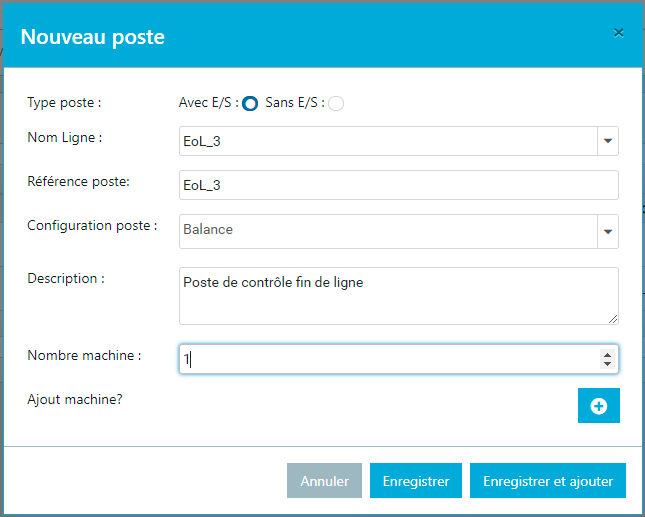 Nouveau poste ×
Type poste : Avec E/S : Sans E/S :
Nom Ligne : EoL_3
Référence poste: EoL_3
Configuration poste : Balance
Description : Poste de contrôle fin de ligne
Nombre machine : 1
Ajout machine?
Annuler Enregistrer Enregistrer et ajouter